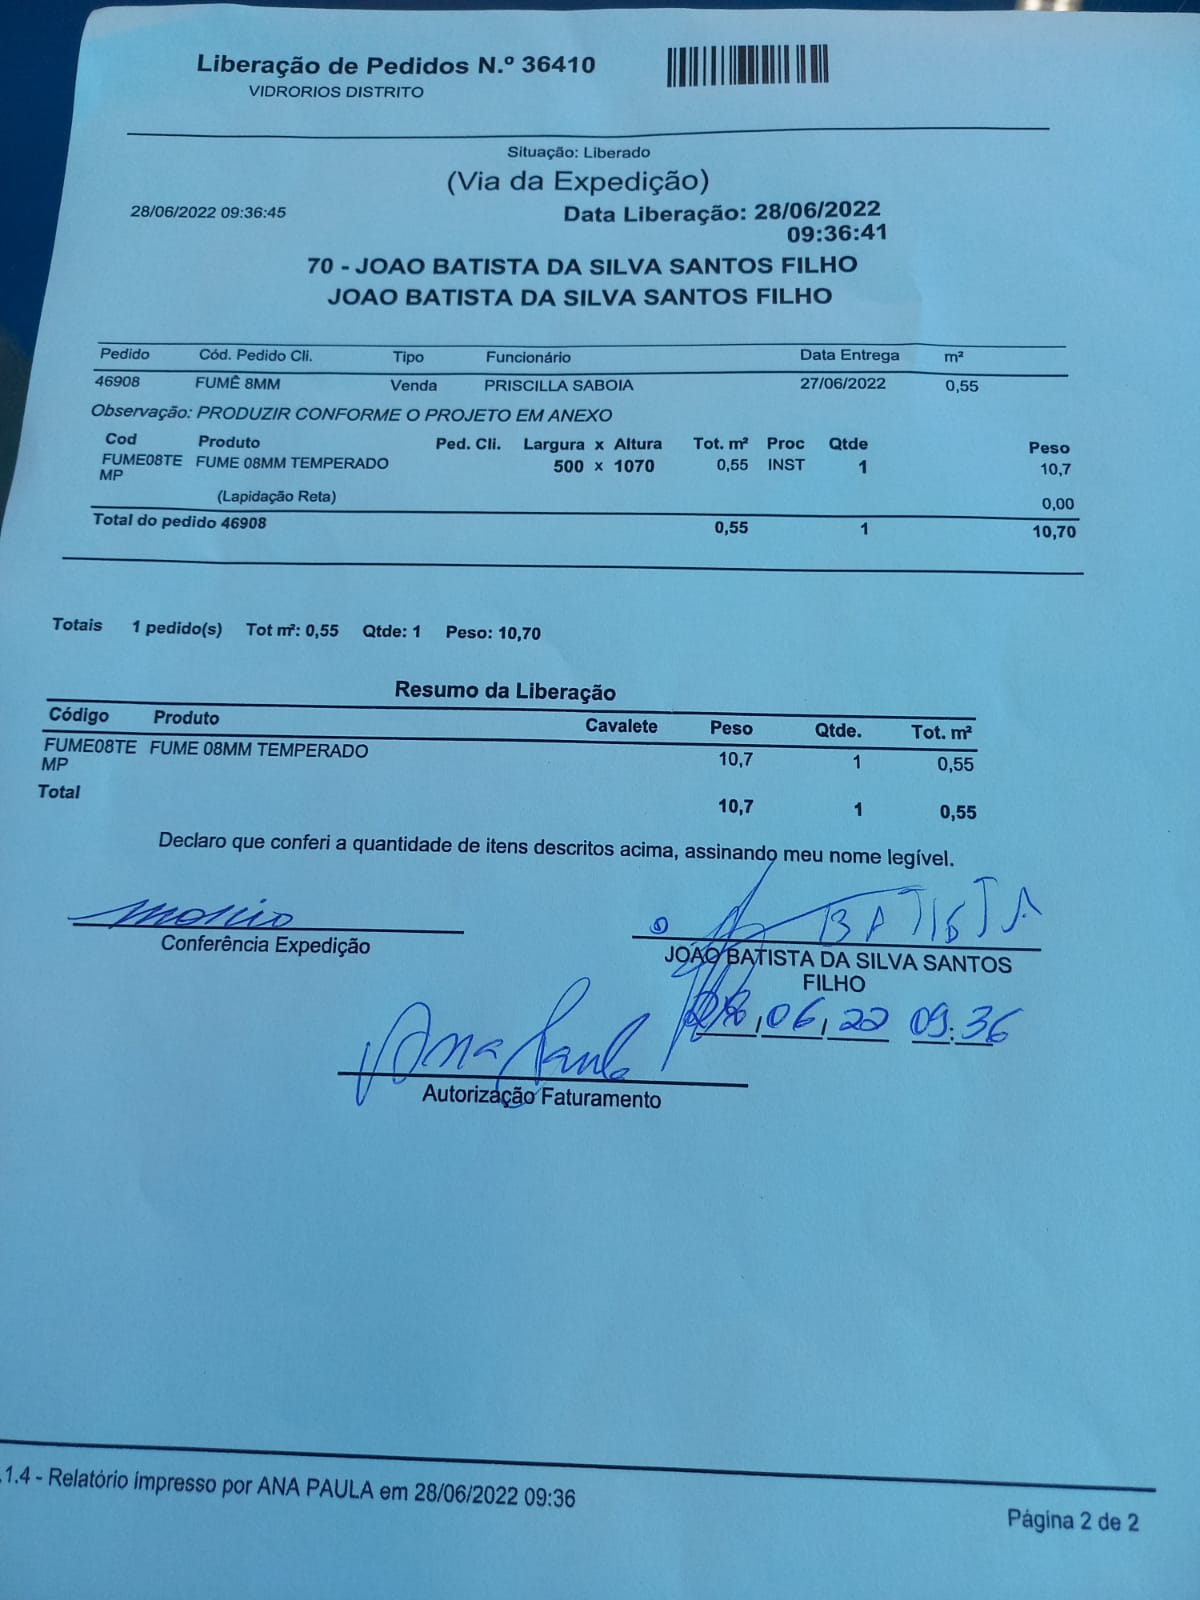 Liberação de Pedidos N.º 36410
VIDRORIOS DISTRITO
Situação: Liberado
(Via da Expedição)
28/06/2022 09:36:45
Data Liberação: 28/06/2022
09:36:41
70 - JOAO BATISTA DA SILVA SANTOS FILHO
JOAO BATISTA DA SILVA SANTOS FILHO
Pedido Cód. Pedido Cli. Tipo Funcionário Data Entrega m²
46908 FUMÊ 8MM Venda PRISCILLA SABOIA 27/06/2022 0,55
Observação: PRODUZIR CONFORME O PROJETO EM ANEXO
Cod Produto Ped. Cli. Largura x Altura Tot. m² Proc Qtde Peso
FUME08TE FUME 08MM TEMPERADO 500 x 1070 0,55 INST 1 10,7
MP
(Lapidação Reta) 0,00
Total do pedido 46908 0,55 1 10,70
Totais 1 pedido(s) Tot m²: 0,55 Qtde: 1 Peso: 10,70
Resumo da Liberação
Código Produto Cavalete Peso Qtde. Tot. m²
FUME08TE FUME 08MM TEMPERADO 10,7 1 0,55
MP
Total 10,7 1 0,55
Declaro que conferi a quantidade de itens descritos acima, assinando meu nome legível.
BATISTA
Conferência Expedição
JOAO BATISTA DA SILVA SANTOS
FILHO
28/06/22 09:36
Ana Paula
Autorização Faturamento
.1.4 - Relatório impresso por ANA PAULA em 28/06/2022 09:36
Página 2 de 2